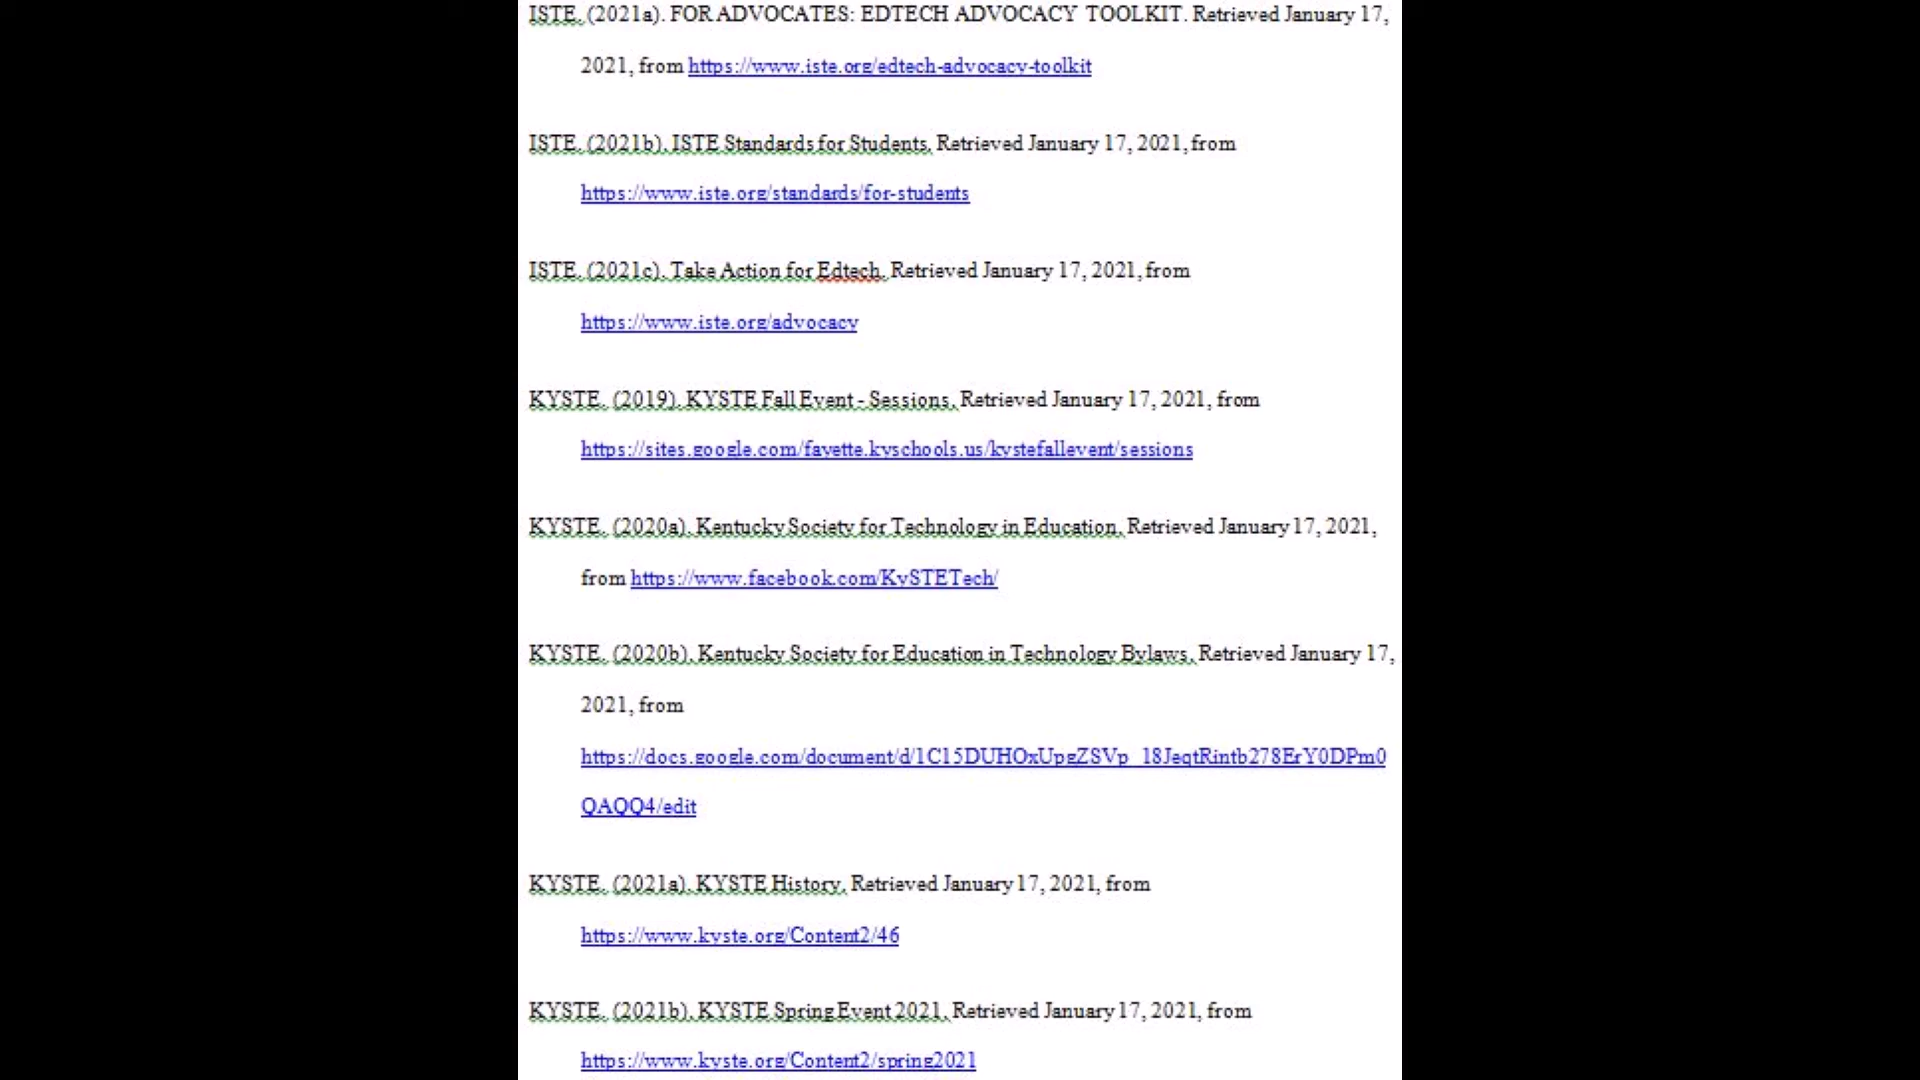 ISTE. (2021a). FOR ADVOCATES: EDTECH ADVOCACY TOOLKIT. Retrieved January 17,
2021, from https://www.iste.org/edtech-advocacy-toolkit
ISTE. (2021b). ISTE Standards for Students. Retrieved January 17, 2021, from
https://www.iste.org/standards/for-students
ISTE. (2021c). Take Action for Edtech. Retrieved January 17, 2021, from
https://www.iste.org/advocacy
KYSTE. (2019). KYSTE Fall Event - Sessions. Retrieved January 17, 2021, from
https://sites.google.com/fayette.kyschools.us/kystefallevent/sessions
KYSTE. (2020a). Kentucky Society for Technology in Education. Retrieved January 17, 2021,
from https://www.facebook.com/KySTETech/
KYSTE. (2020b). Kentucky Society for Education in Technology Bylaws. Retrieved January 17,
2021, from
https://docs.google.com/document/d/1C15DUHOxUpgZSVp_18JeqtRintb278ErY0DPm0
QAQQ4/edit
KYSTE. (2021a). KYSTE History. Retrieved January 17, 2021, from
https://www.kyste.org/Content2/46
KYSTE. (2021b). KYSTE Spring Event 2021. Retrieved January 17, 2021, from
https://www.kyste.org/Content2/spring2021